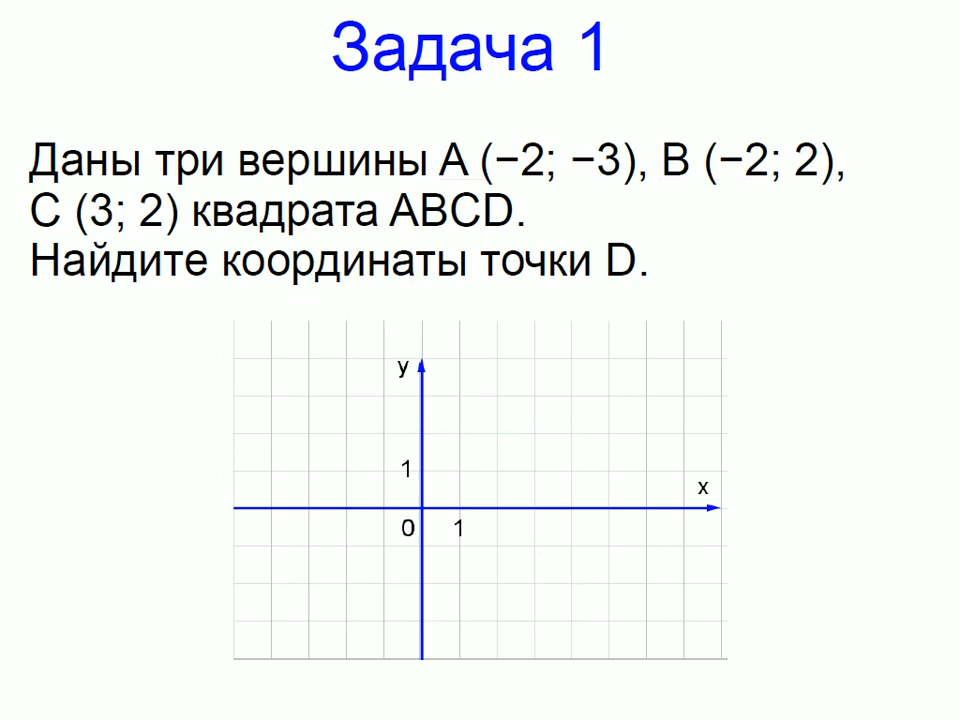 Задача 1
Даны три вершины A (−2; −3), B (−2; 2),
C (3; 2) квадрата ABCD.
Найдите координаты точки D.
y
1
x
0 1